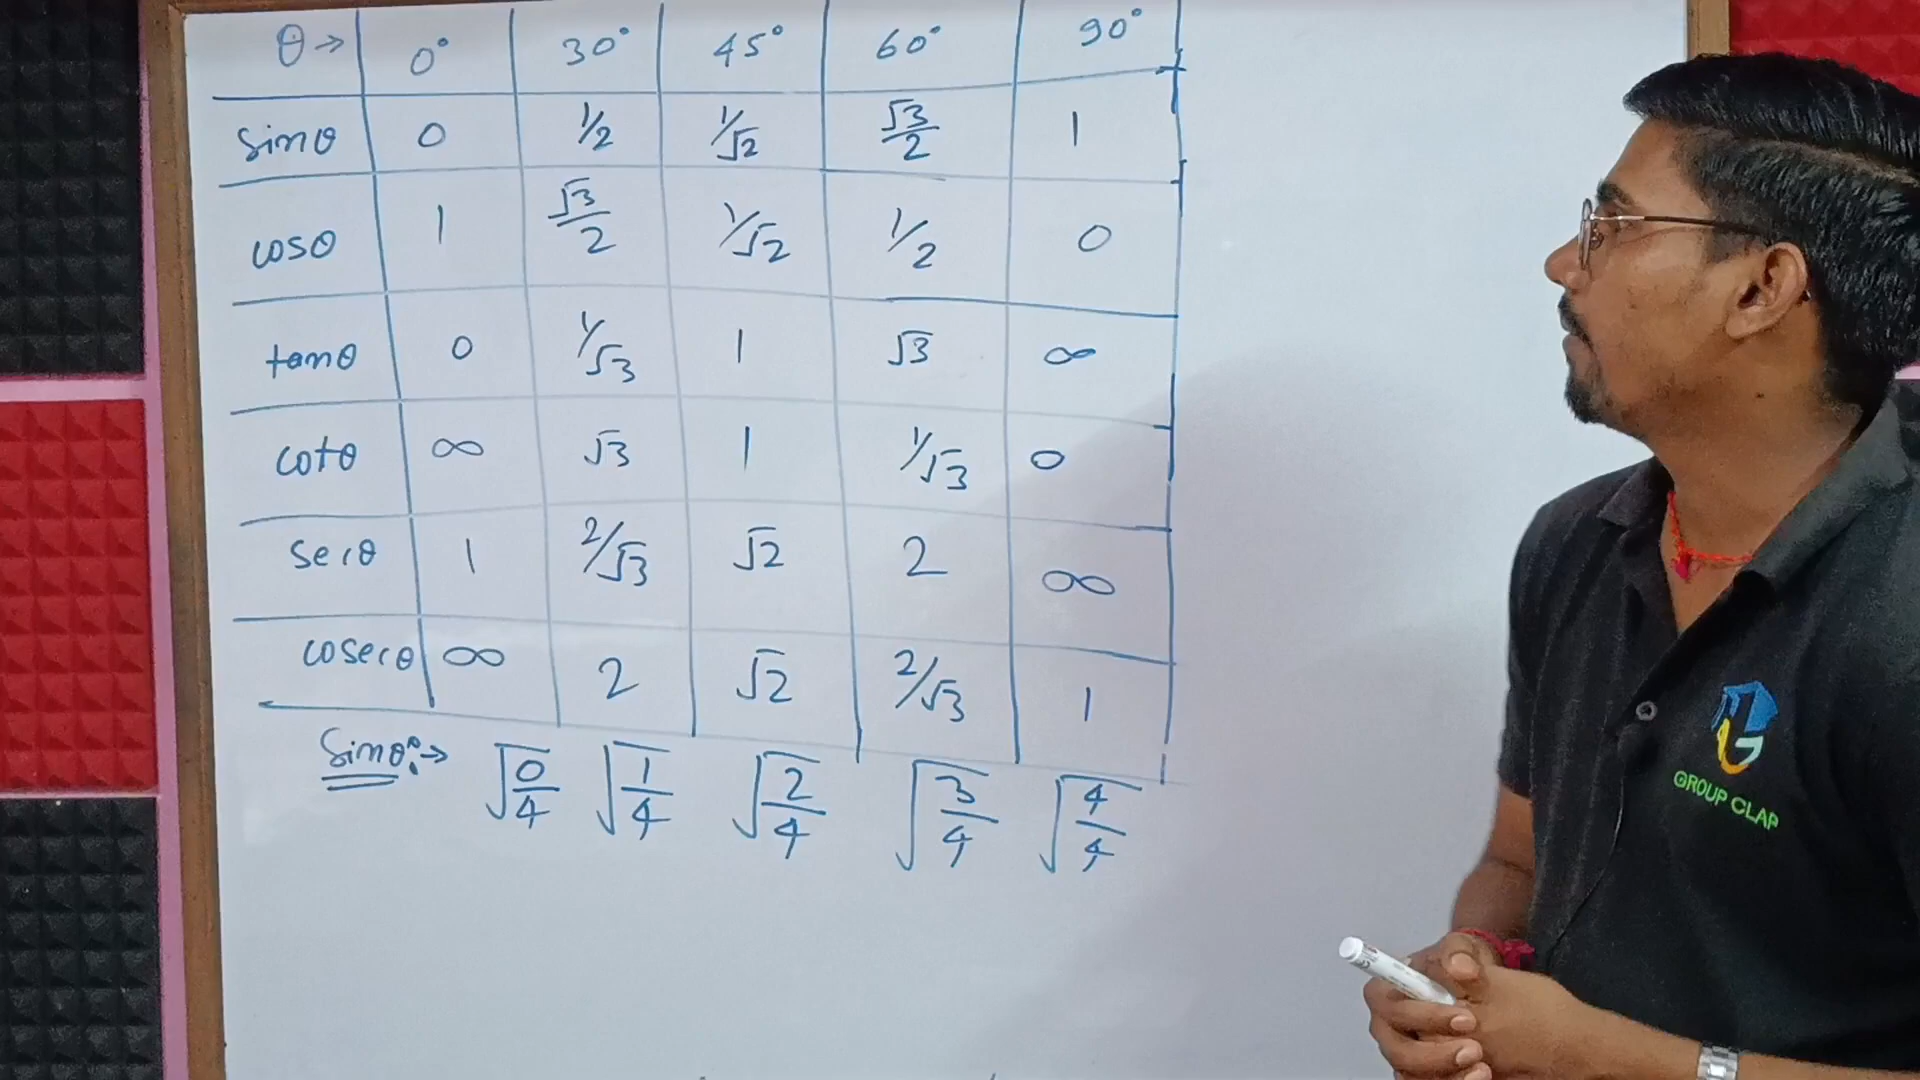 θ→ 0° 30° 45° 60° 90°
sinθ 0 1/2 1/√2 √3/2 1
cosθ 1 √3/2 1/√2 1/2 0
tanθ 0 1/√3 1 √3 ∞
cotθ ∞ √3 1 1/√3 0
secθ 1 2/√3 √2 2 ∞
cosecθ ∞ 2 √2 2/√3 1
sinθ:→ √0/4 √1/4 √2/4 √3/4 √4/4
GROUP CLAP